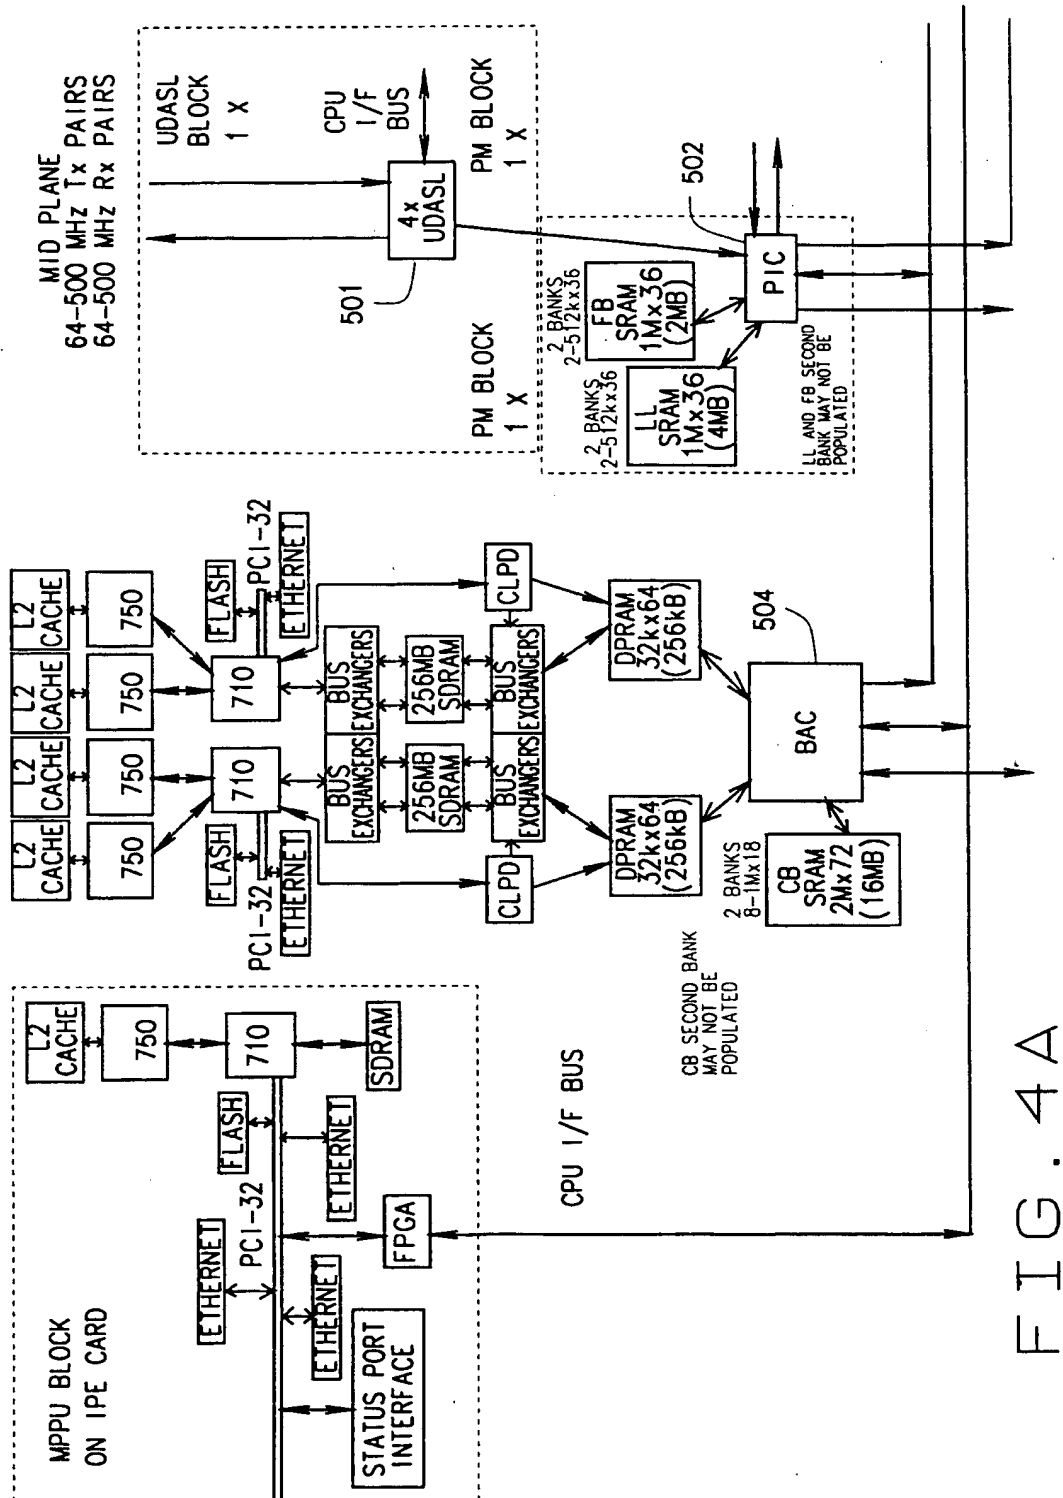 MPPU BLOCK
ON IPE CARD
L2
CACHE
750
710
SDRAM
FLASH
ETHERNET
PCI-32
ETHERNET
ETHERNET
FPGA
STATUS PORT
INTERFACE
CPU I/F BUS
L2
CACHE
L2
CACHE
L2
CACHE
L2
CACHE
750
750
750
750
710
710
FLASH
PCI-32
ETHERNET
FLASH
PCI-32
ETHERNET
BUS
EXCHANGERS
BUS
EXCHANGERS
256MB
SDRAM
256MB
SDRAM
CLPD
BUS
EXCHANGERS
BUS
EXCHANGERS
CLPD
DPRAM
32kx64
(256kB)
DPRAM
32kx64
(256kB)
504
BAC
2 BANKS
8-1Mx18
CB
SRAM
2Mx72
(16MB)
CB SECOND BANK
MAY NOT BE
POPULATED
MID PLANE
64-500 MHz Tx PAIRS
64-500 MHz Rx PAIRS
UDASL
BLOCK
1 X
CPU
I/F
BUS
4x
UDASL
501
PM BLOCK
1 X
PM BLOCK
1 X
502
2 BANKS
2-512kx36
FB
SRAM
1Mx36
(2MB)
2 BANKS
2-512kx36
LL
SRAM
1Mx36
(4MB)
PIC
LL AND FB SECOND
BANK MAY NOT BE
POPULATED
FIG. 4A